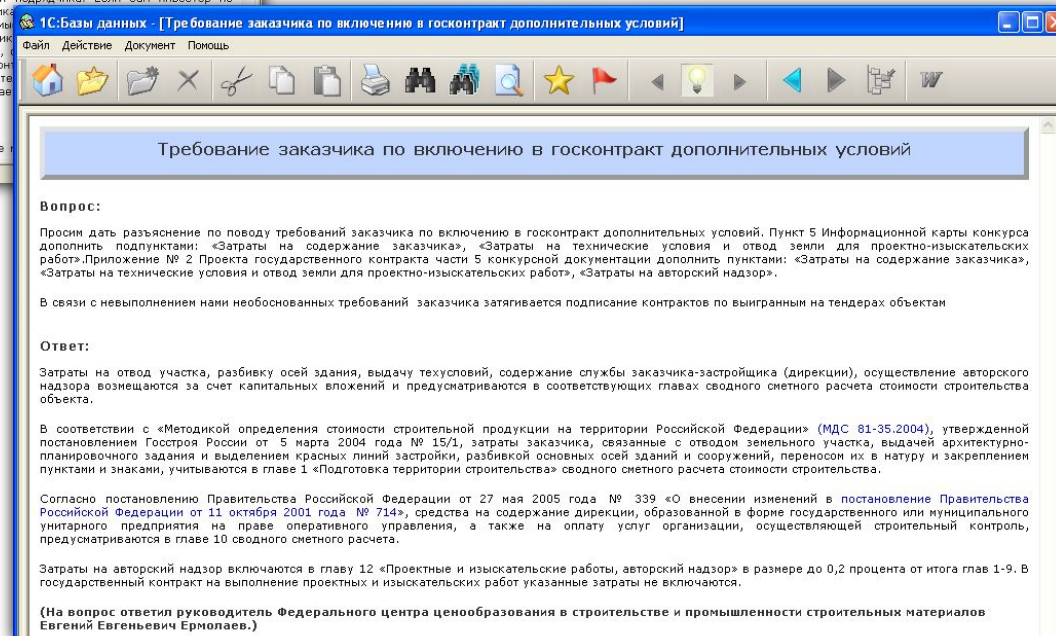 подрядчика. Если сам инвестор по
1С:Базы данных - [Требование заказчика по включению в госконтракт дополнительных условий]
Файл Действие Документ Помощь
W
Требование заказчика по включению в госконтракт дополнительных условий
Вопрос:
Просим дать разъяснение по поводу требований заказчика по включению в госконтракт дополнительных условий. Пункт 5 Информационной карты конкурса
дополнить подпунктами: «Затраты на содержание заказчика», «Затраты на технические условия и отвод земли для проектно-изыскательских
работ».Приложение № 2 Проекта государственного контракта части 5 конкурсной документации дополнить пунктами: «Затраты на содержание заказчика»,
«Затраты на технические условия и отвод земли для проектно-изыскательских работ», «Затраты на авторский надзор».
В связи с невыполнением нами необоснованных требований заказчика затягивается подписание контрактов по выигранным на тендерах объектам
Ответ:
Затраты на отвод участка, разбивку осей здания, выдачу техусловий, содержание службы заказчика-застройщика (дирекции), осуществление авторского
надзора возмещаются за счет капитальных вложений и предусматриваются в соответствующих главах сводного сметного расчета стоимости строительства
объекта.
В соответствии с «Методикой определения стоимости строительной продукции на территории Российской Федерации» (МДС 81-35.2004), утвержденной
постановлением Госстроя России от 5 марта 2004 года № 15/1, затраты заказчика, связанные с отводом земельного участка, выдачей архитектурно-
планировочного задания и выделением красных линий застройки, разбивкой основных осей зданий и сооружений, переносом их в натуру и закреплением
пунктами и знаками, учитываются в главе 1 «Подготовка территории строительства» сводного сметного расчета стоимости строительства.
Согласно постановлению Правительства Российской Федерации от 27 мая 2005 года № 339 «О внесении изменений в постановление Правительства
Российской Федерации от 11 октября 2001 года № 714», средства на содержание дирекции, образованной в форме государственного или муниципального
унитарного предприятия на праве оперативного управления, а также на оплату услуг организации, осуществляющей строительный контроль,
предусматриваются в главе 10 сводного сметного расчета.
Затраты на авторский надзор включаются в главу 12 «Проектные и изыскательские работы, авторский надзор» в размере до 0,2 процента от итога глав 1-9. В
государственный контракт на выполнение проектных и изыскательских работ указанные затраты не включаются.
(На вопрос ответил руководитель Федерального центра ценообразования в строительстве и промышленности строительных материалов
Евгений Евгеньевич Ермолаев.)